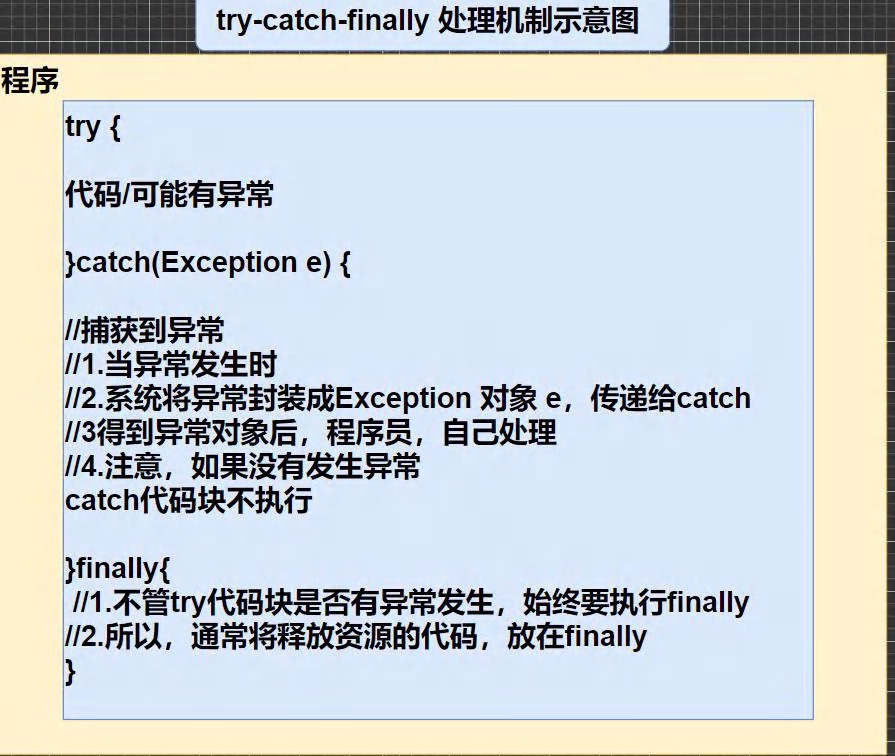 try-catch-finally 处理机制示意图
程序
try {
代码/可能有异常
}catch(Exception e) {
//捕获到异常
//1.当异常发生时
//2.系统将异常封装成Exception 对象 e，传递给catch
//3得到异常对象后，程序员，自己处理
//4.注意，如果没有发生异常
catch代码块不执行
}finally{
//1.不管try代码块是否有异常发生，始终要执行finally
//2.所以，通常将释放资源的代码，放在finally
}